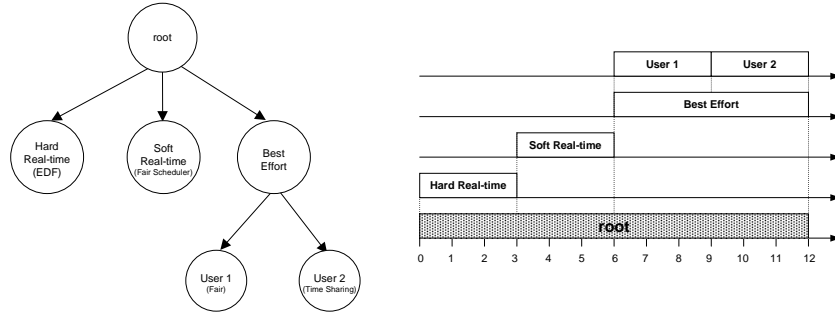 root
Hard
Real-time
(EDF)
Soft
Real-time
(Fair Scheduler)
Best
Effort
User 1
(Fair)
User 2
(Time Sharing)
User 1 User 2
Best Effort
Soft Real-time
Hard Real-time
root
0 1 2 3 4 5 6 7 8 9 10 11 12